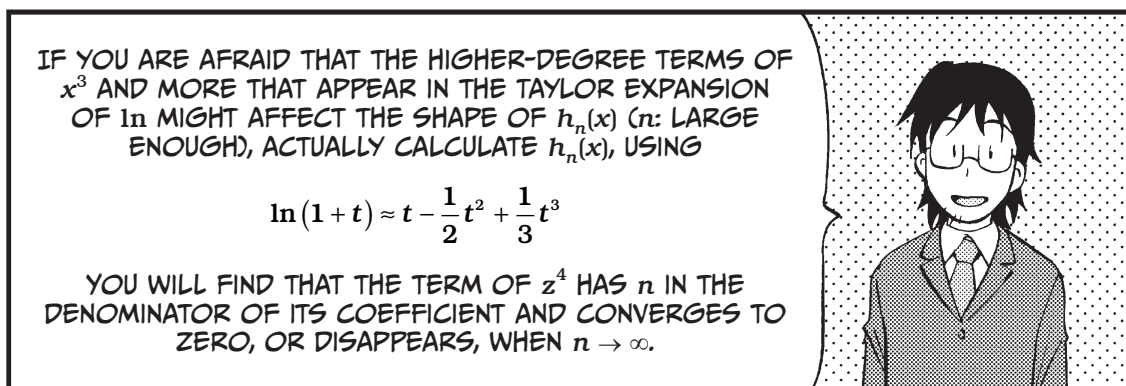 IF YOU ARE AFRAID THAT THE HIGHER-DEGREE TERMS OF
x³ AND MORE THAT APPEAR IN THE TAYLOR EXPANSION
OF ln MIGHT AFFECT THE SHAPE OF hₙ(x) (n: LARGE
ENOUGH), ACTUALLY CALCULATE hₙ(x), USING
ln(1 + t) ≈ t − 1/2 t² + 1/3 t³
YOU WILL FIND THAT THE TERM OF z⁴ HAS n IN THE
DENOMINATOR OF ITS COEFFICIENT AND CONVERGES TO
ZERO, OR DISAPPEARS, WHEN n → ∞.